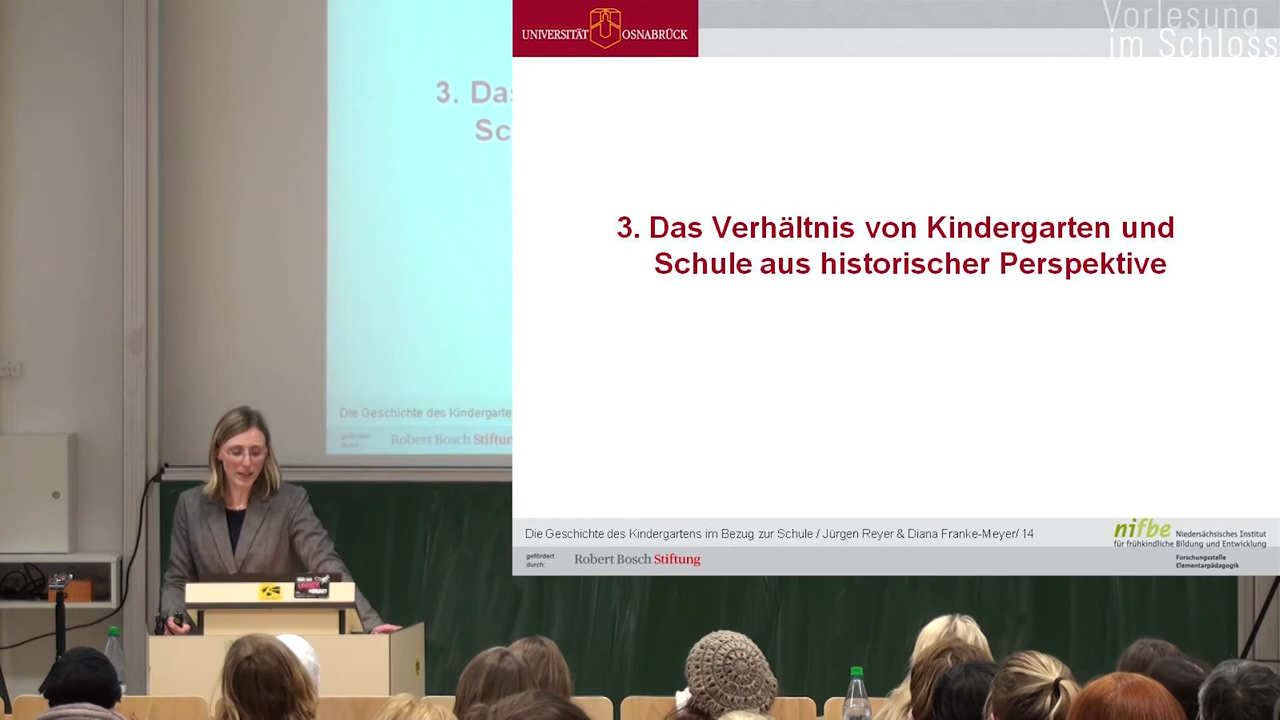 UNIVERSITÄT OSNABRÜCK
Vorlesung
im Schloss
3. Das
Sc
3. Das Verhältnis von Kindergarten und
Schule aus historischer Perspektive
Die Geschichte des Kindergarte
gefördert
durch:
Robert Bosch Stiftun
Die Geschichte des Kindergartens im Bezug zur Schule / Jürgen Reyer & Diana Franke-Meyer/ 14
gefördert
durch:
Robert Bosch Stiftung
nifbe Niedersächsisches Institut
für frühkindliche Bildung und Entwicklung
Forschungsstelle
Elementarpädagogik